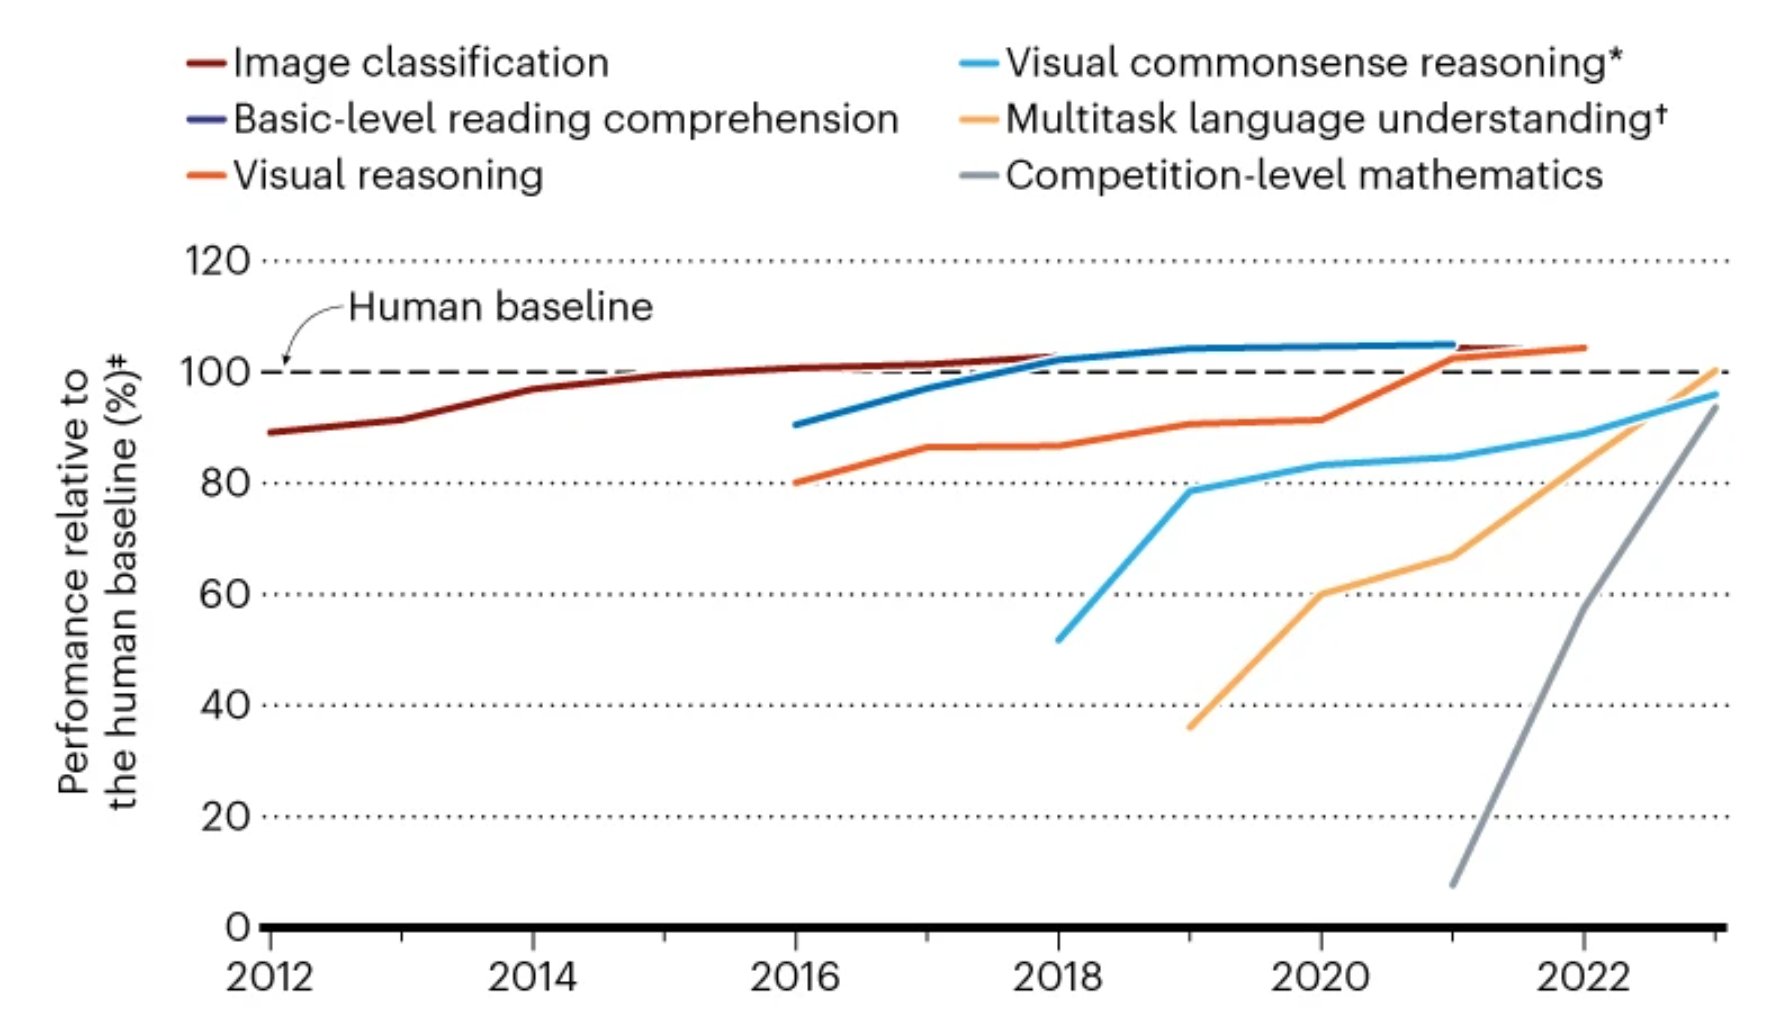 Image classification
Basic-level reading comprehension
Visual reasoning
Visual commonsense reasoning*
Multitask language understanding†
Competition-level mathematics
120
Human baseline
100
80
60
40
20
0
Perfomance relative to
the human baseline (%)‡
2012
2014
2016
2018
2020
2022